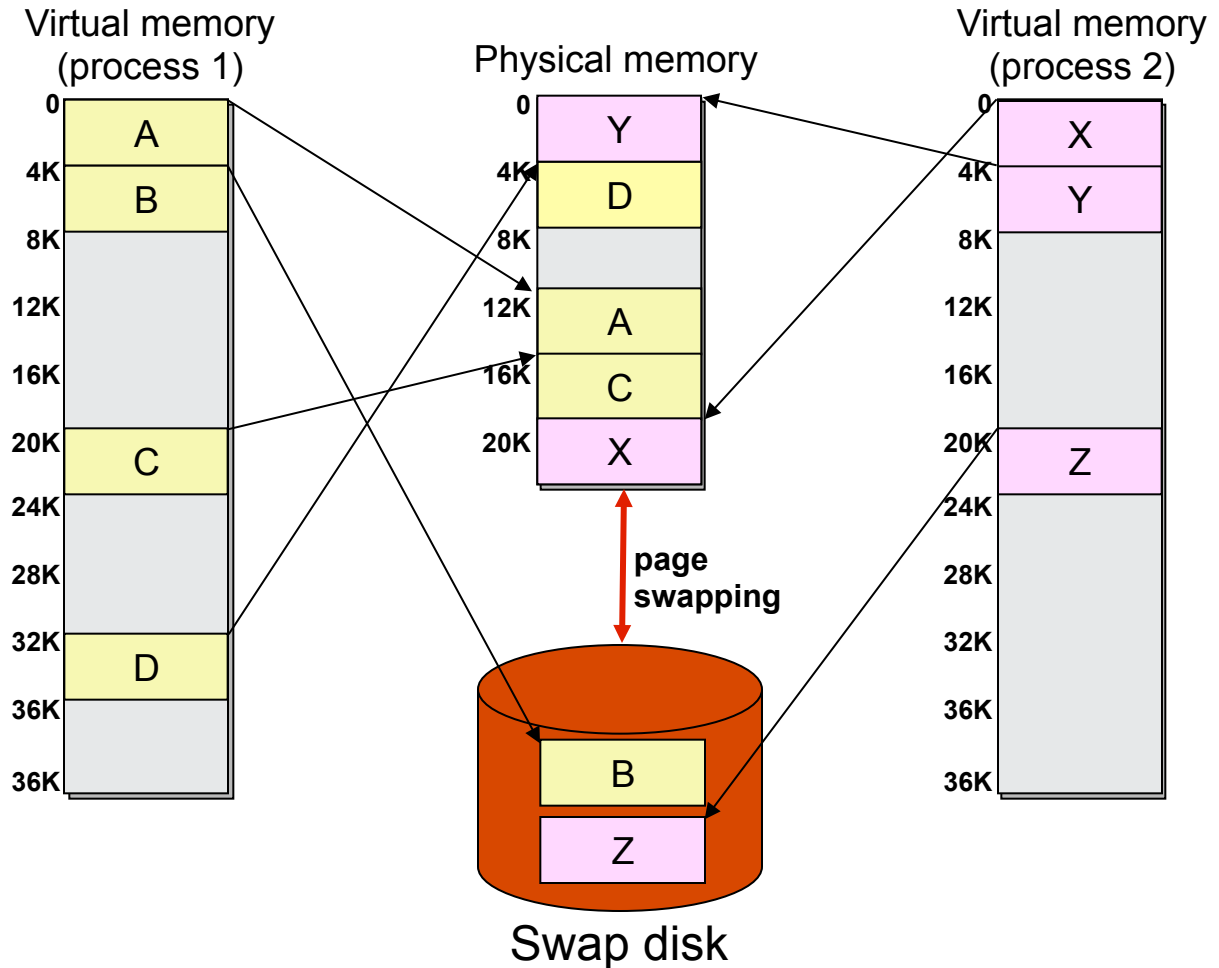 Virtual memory
(process 1)
0
A
4K
B
8K
12K
16K
20K
C
24K
28K
32K
D
36K
36K
Physical memory
0
Y
4K
D
8K
12K
A
16K
C
20K
X
page
swapping
B
Z
Swap disk
Virtual memory
(process 2)
0
X
4K
Y
8K
12K
16K
20K
Z
24K
28K
32K
36K
36K